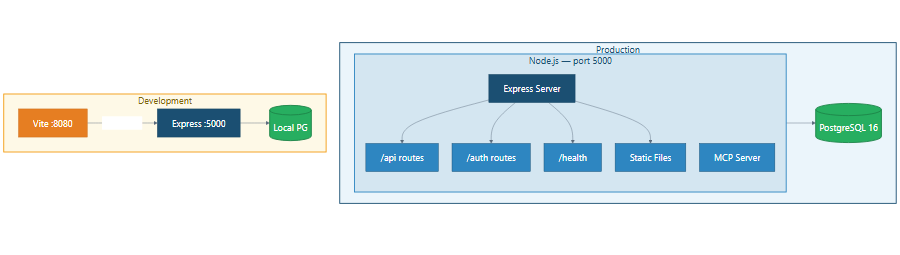 Development
Vite :8080
Express :5000
Local PG
Production
Node.js — port 5000
Express Server
/api routes
/auth routes
/health
Static Files
MCP Server
PostgreSQL 16